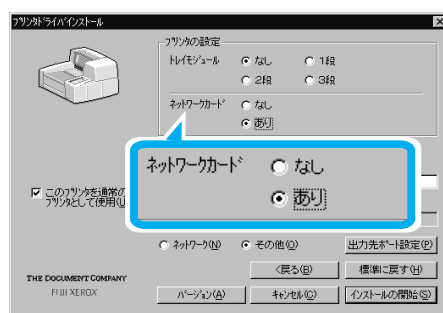 プリンタドライバインストール
プリンタの設定
トレイモジュール なし 1段
2段 3段
ネットワークカード なし
あり
ネットワークカード なし
あり
このプリンタを通常の
プリンタとして使用(U)
ネットワーク(N) その他(O) 出力先ポート設定(P)
<戻る(B) 標準に戻す(H)
THE DOCUMENT COMPANY
FUJI XEROX
バージョン(A) キャンセル(C) インストールの開始(S)